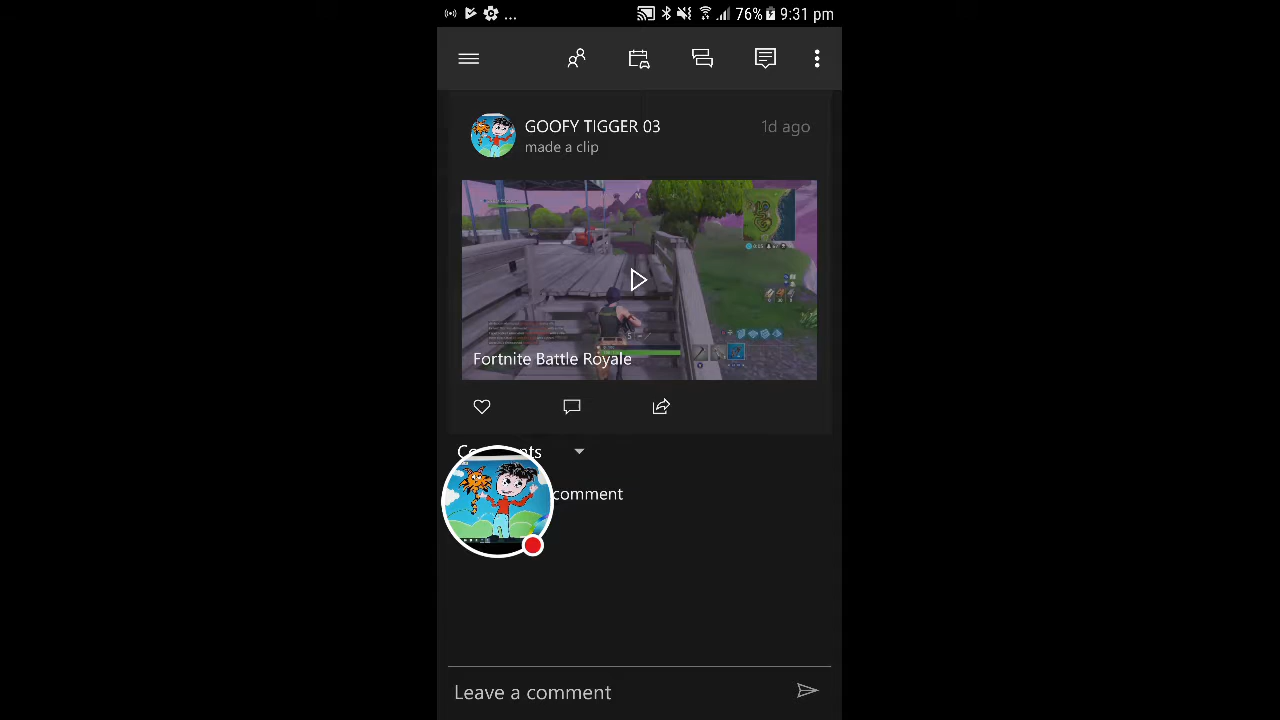 ... 76% 9:31 pm
GOOFY TIGGER 03 1d ago
made a clip
N
Fortnite Battle Royale
comment
Leave a comment